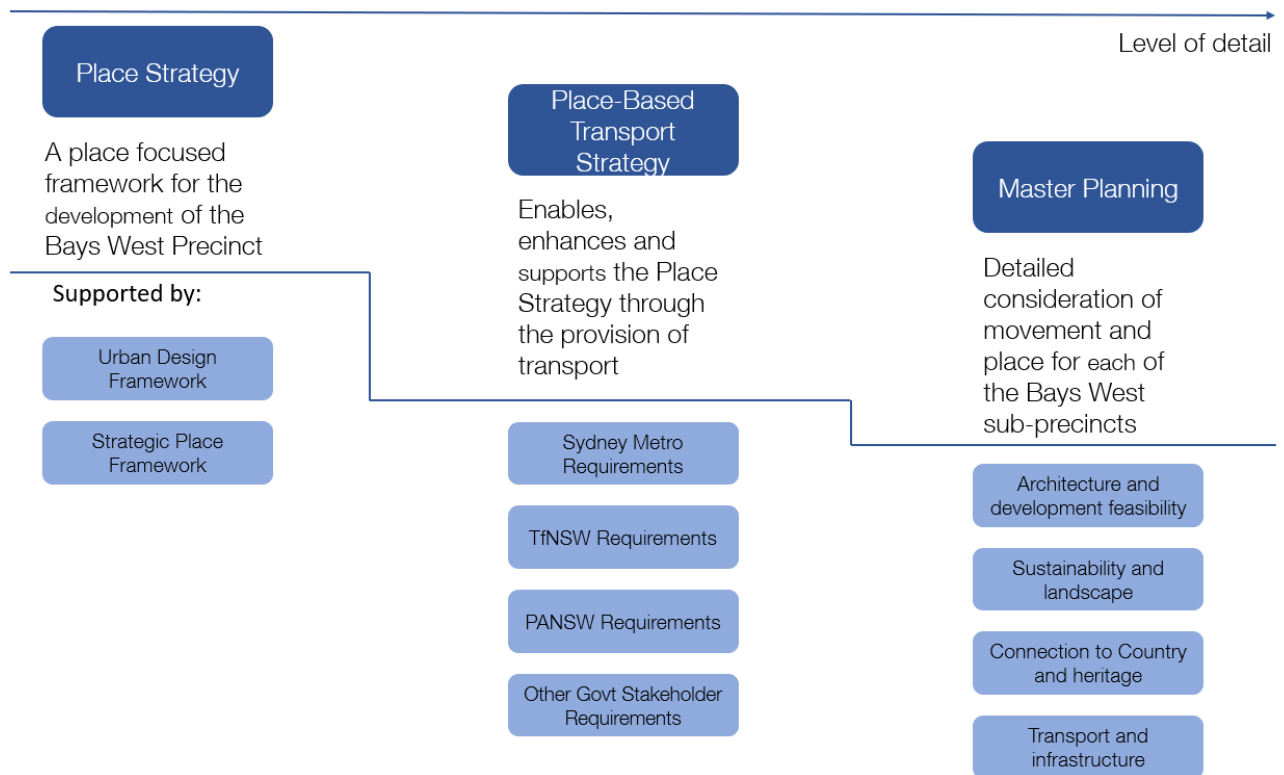 Level of detail
Place Strategy
A place focused
framework for the
development of the
Bays West Precinct
Supported by:
Urban Design
Framework
Strategic Place
Framework
Place-Based
Transport
Strategy
Enables,
enhances and
supports the Place
Strategy through
the provision of
transport
Sydney Metro
Requirements
TfNSW Requirements
PANSW Requirements
Other Govt Stakeholder
Requirements
Master Planning
Detailed
consideration of
movement and
place for each of
the Bays West
sub-precincts
Architecture and
development feasibility
Sustainability and
landscape
Connection to Country
and heritage
Transport and
infrastructure